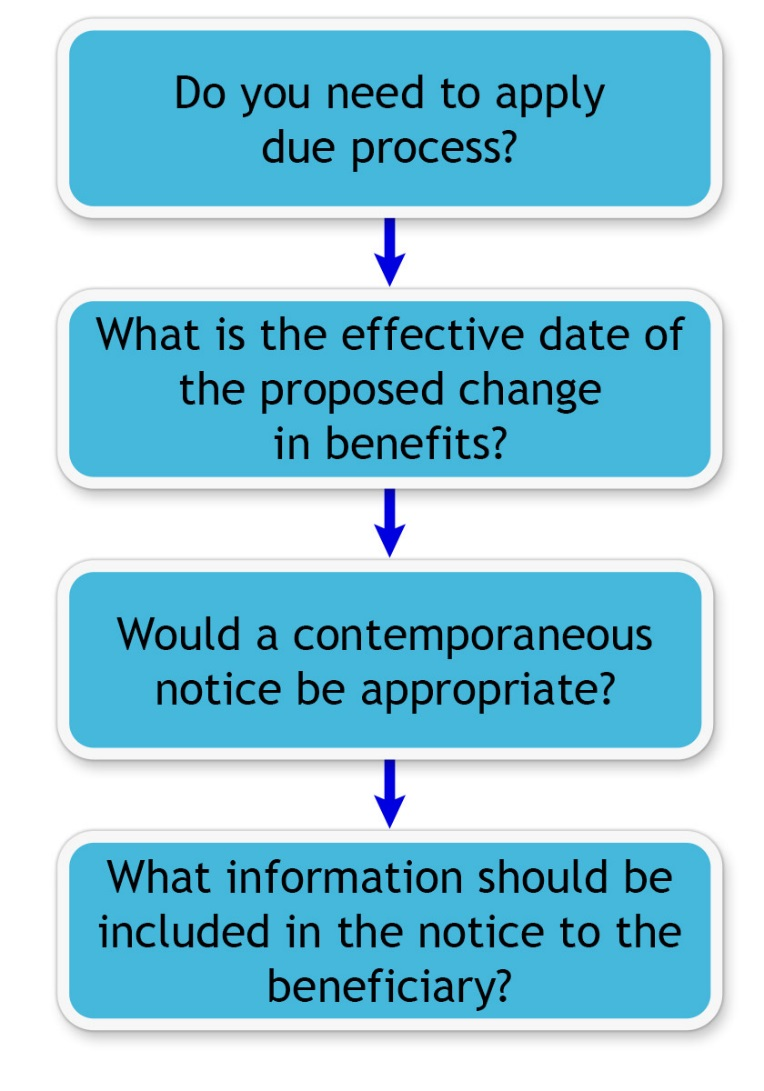 Do you need to apply
due process?
What is the effective date of
the proposed change
in benefits?
Would a contemporaneous
notice be appropriate?
What information should be
included in the notice to the
beneficiary?